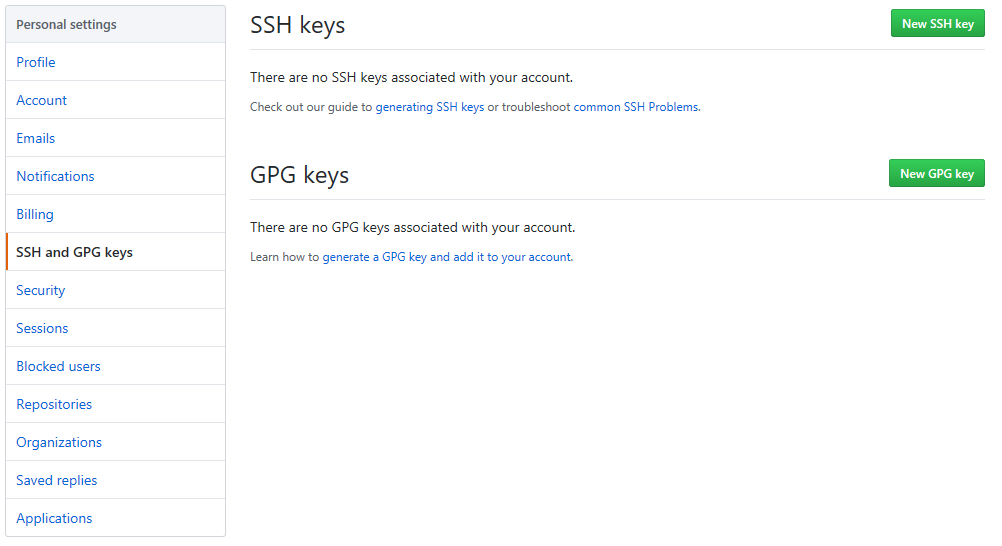 Personal settings
Profile
Account
Emails
Notifications
Billing
SSH and GPG keys
Security
Sessions
Blocked users
Repositories
Organizations
Saved replies
Applications
SSH keys
New SSH key
There are no SSH keys associated with your account.
Check out our guide to generating SSH keys or troubleshoot common SSH Problems.
GPG keys
New GPG key
There are no GPG keys associated with your account.
Learn how to generate a GPG key and add it to your account.